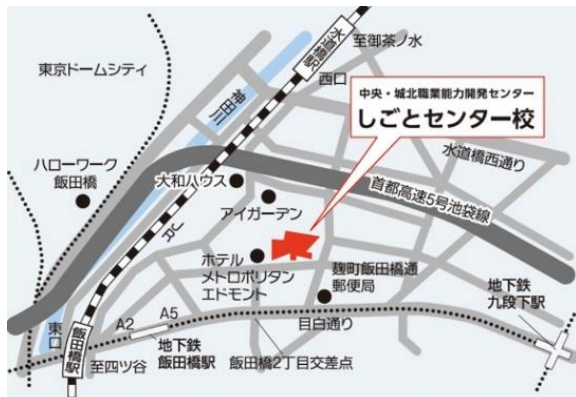 至御茶ノ水
水道橋駅
西口
東京ドームシティ
神田川
中央・城北職業能力開発センター
しごとセンター校
水道橋西通り
ハローワーク
飯田橋
大和ハウス
アイガーデン
首都高速5号池袋線
JR
ホテル
メトロポリタン
エドモント
麹町飯田橋通
郵便局
地下鉄
九段下駅
目白通り
東口
飯田橋駅
A2
A5
地下鉄
飯田橋駅
至四ツ谷
飯田橋2丁目交差点